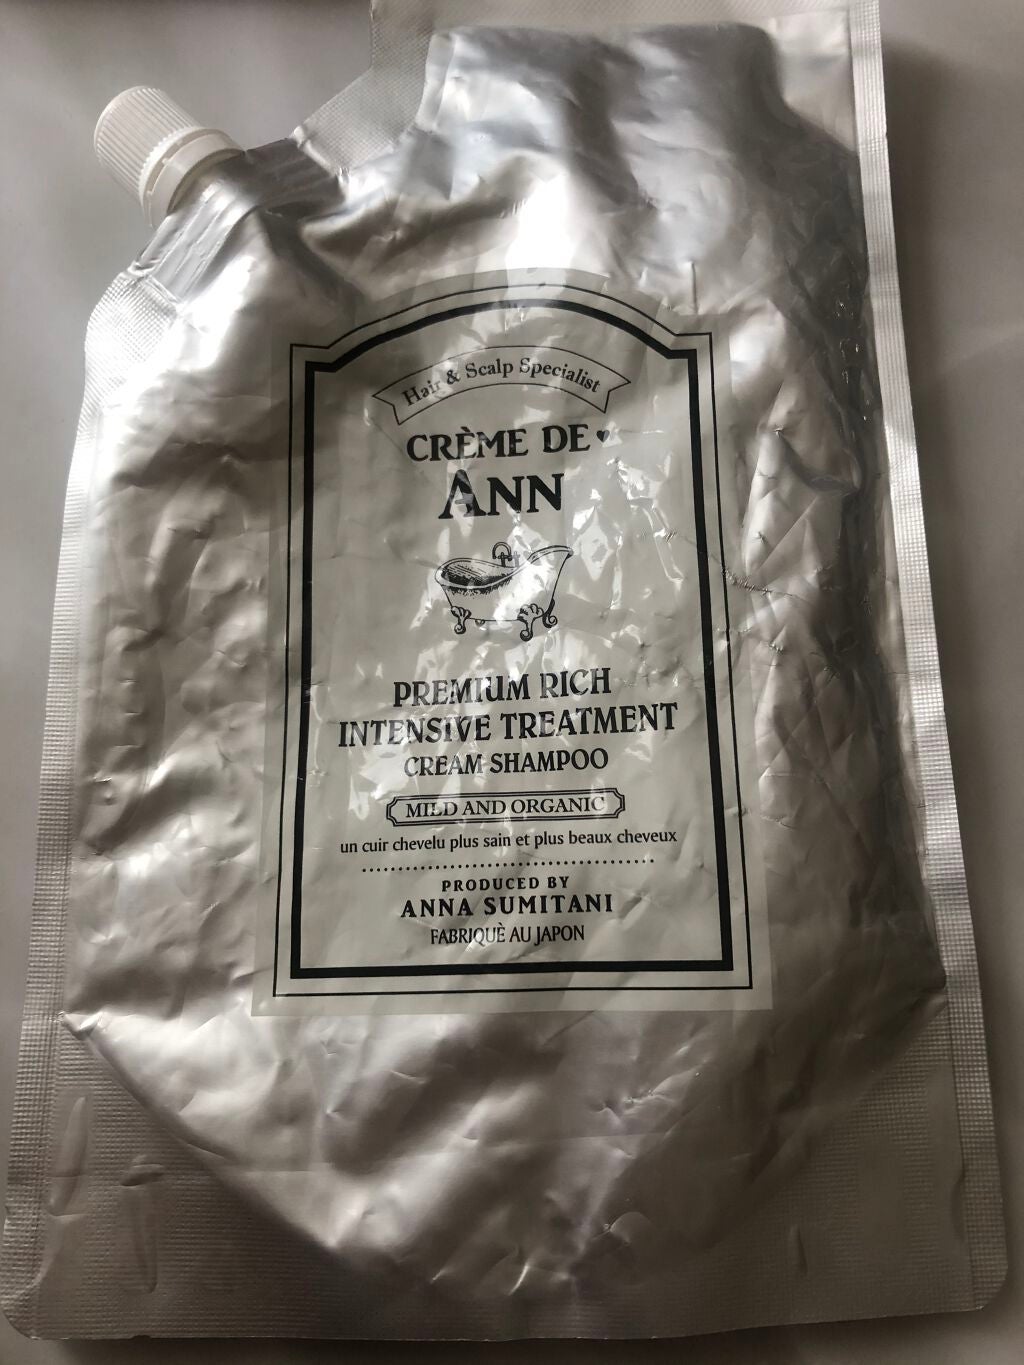 Hair & Scalp Specialist
CRÈME DE ♥
ANN
PREMIUM RICH
INTENSIVE TREATMENT
CREAM SHAMPOO
MILD AND ORGANIC
un cuir chevelu plus sain et plus beaux cheveux
PRODUCED BY
ANNA SUMITANI
FABRIQUÈ AU JAPON